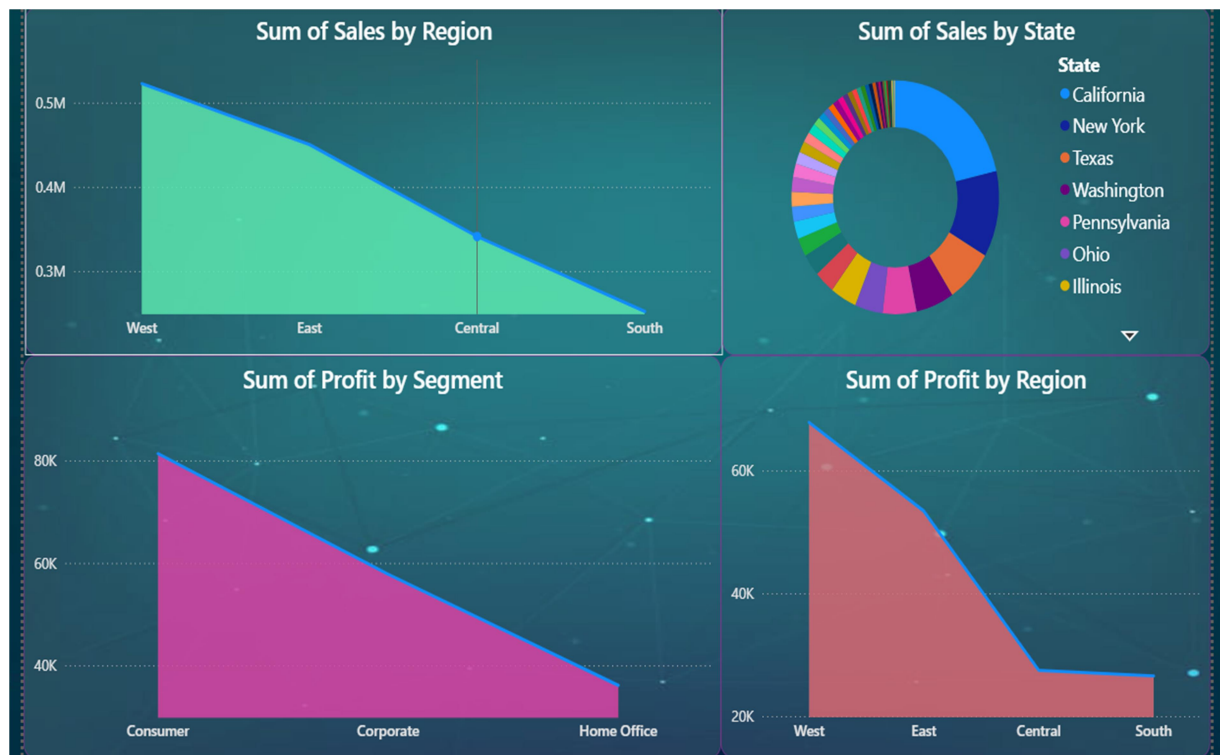 Sum of Sales by Region
0.5M
0.4M
0.3M
West East Central South
Sum of Sales by State
State
California
New York
Texas
Washington
Pennsylvania
Ohio
Illinois
Sum of Profit by Segment
80K
60K
40K
Consumer Corporate Home Office
Sum of Profit by Region
60K
40K
20K
West East Central South